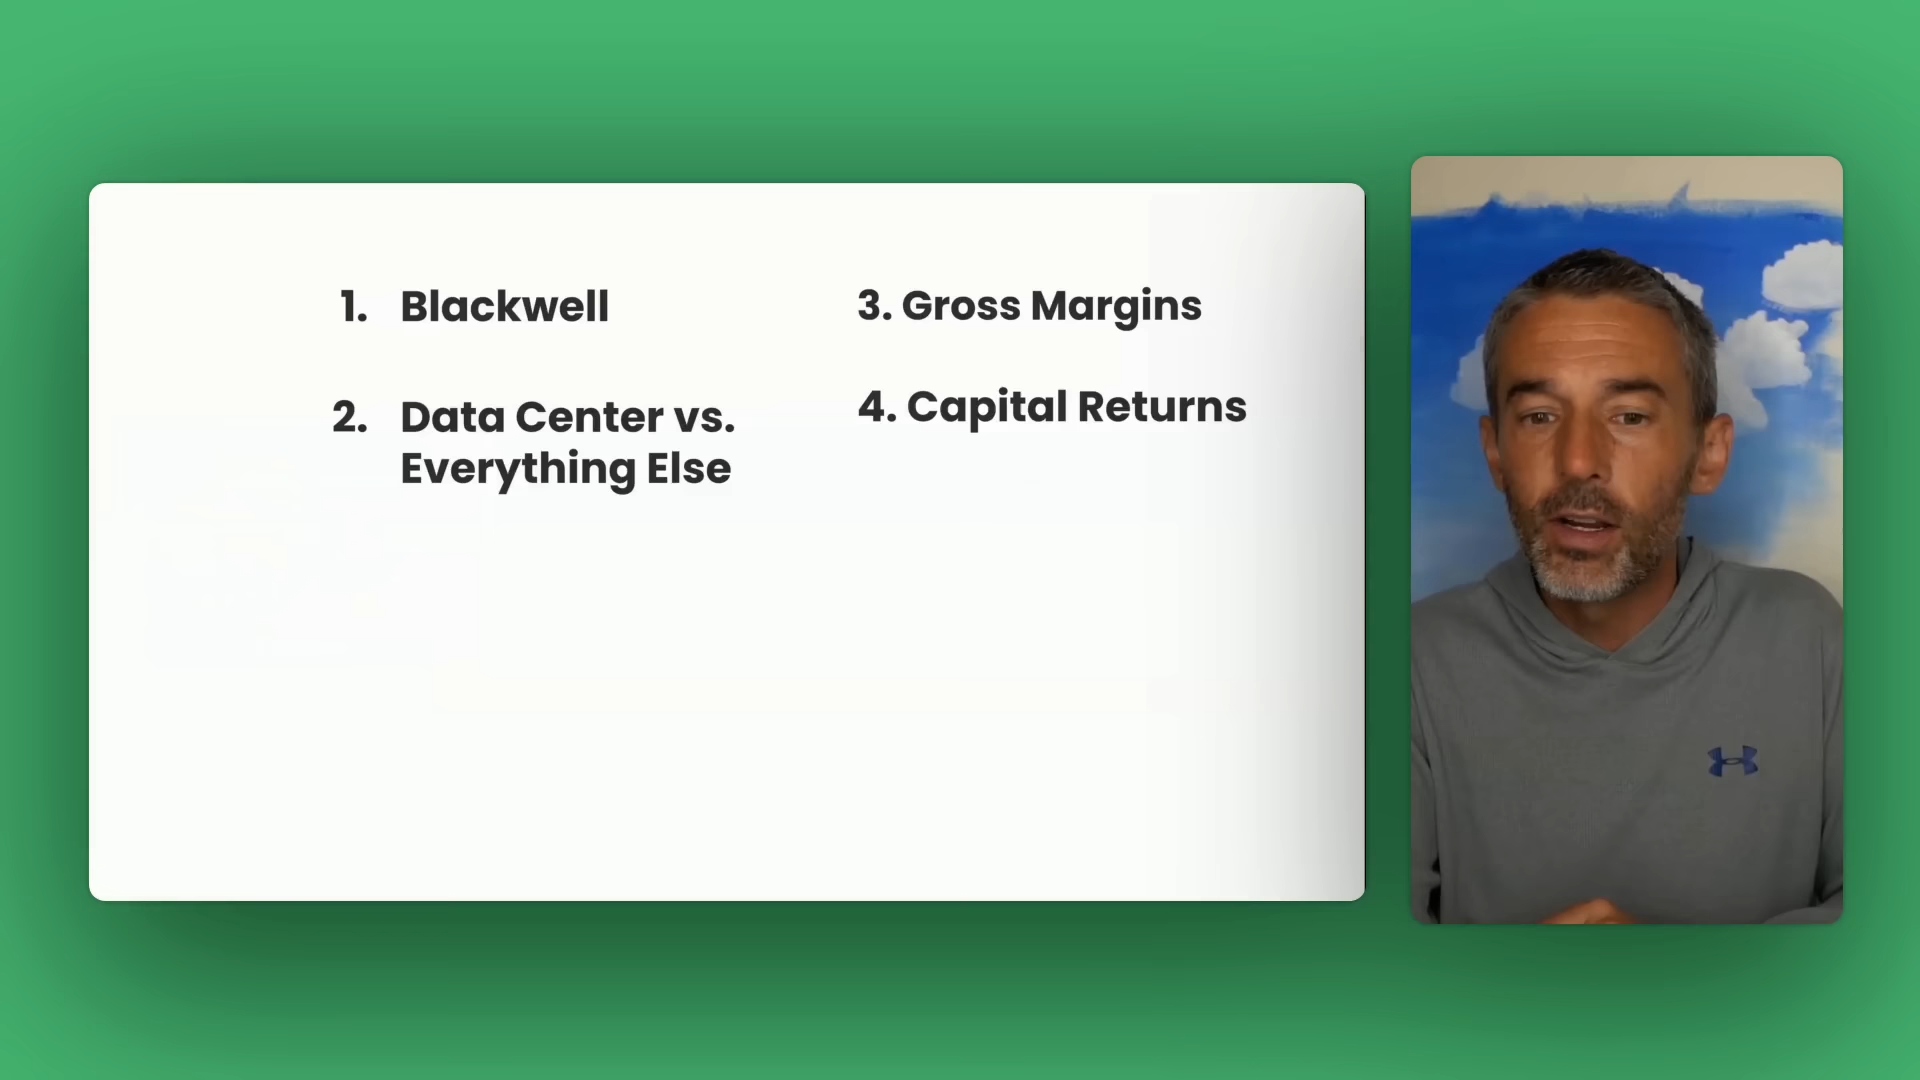 1. Blackwell
2. Data Center vs.
Everything Else
3. Gross Margins
4. Capital Returns